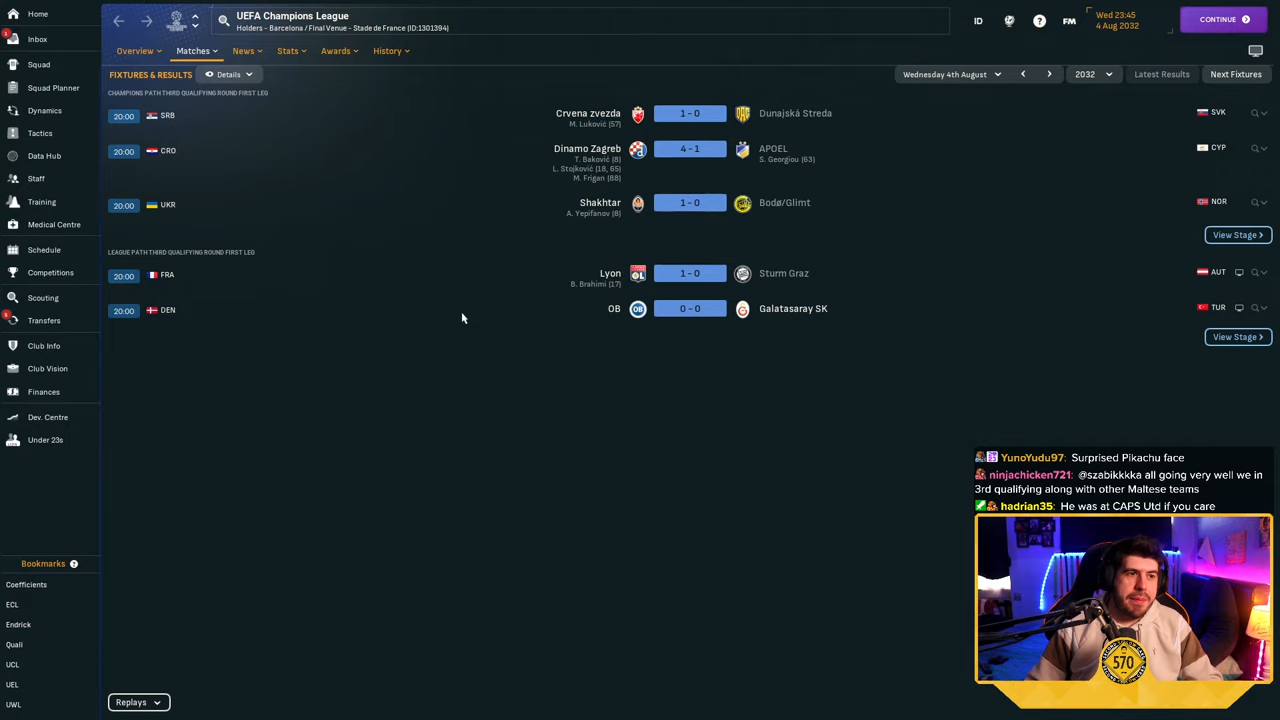 Home
1
Inbox
Squad
Squad Planner
Dynamics
Tactics
Data Hub
Staff
Training
Medical Centre
Schedule
Competitions
Scouting
5
Transfers
Club Info
Club Vision
Finances
Dev. Centre
Under 23s
Bookmarks ?
Coefficients
ECL
Endrick
Quali
UCL
UEL
UWL
UEFA Champions League
Holders - Barcelona / Final Venue - Stade de France (ID:1301394)
ID
?
FM
Wed 23:45
4 Aug 2032
CONTINUE
Overview
Matches
News
Stats
Awards
History
FIXTURES & RESULTS
Details
Wednesday 4th August
2032
Latest Results
Next Fixtures
CHAMPIONS PATH THIRD QUALIFYING ROUND FIRST LEG
20:00 SRB Crvena zvezda 1 - 0 Dunajská Streda SVK
M. Luković (57)
20:00 CRO Dinamo Zagreb 4 - 1 APOEL CYP
T. Baković (8) S. Georgiou (63)
L. Stojković (18, 65)
M. Frigan (88)
20:00 UKR Shakhtar 1 - 0 Bodø/Glimt NOR
A. Yepifanov (8)
View Stage >
LEAGUE PATH THIRD QUALIFYING ROUND FIRST LEG
20:00 FRA Lyon 1 - 0 Sturm Graz AUT
B. Brahimi (17)
20:00 DEN OB 0 - 0 Galatasaray SK TUR
View Stage >
YunoYudu97: Surprised Pikachu face
ninjachicken721: @szabikkkka all going very well we in
3rd qualifying along with other Maltese teams
hadrian35: He was at CAPS Utd if you care
570
Replays